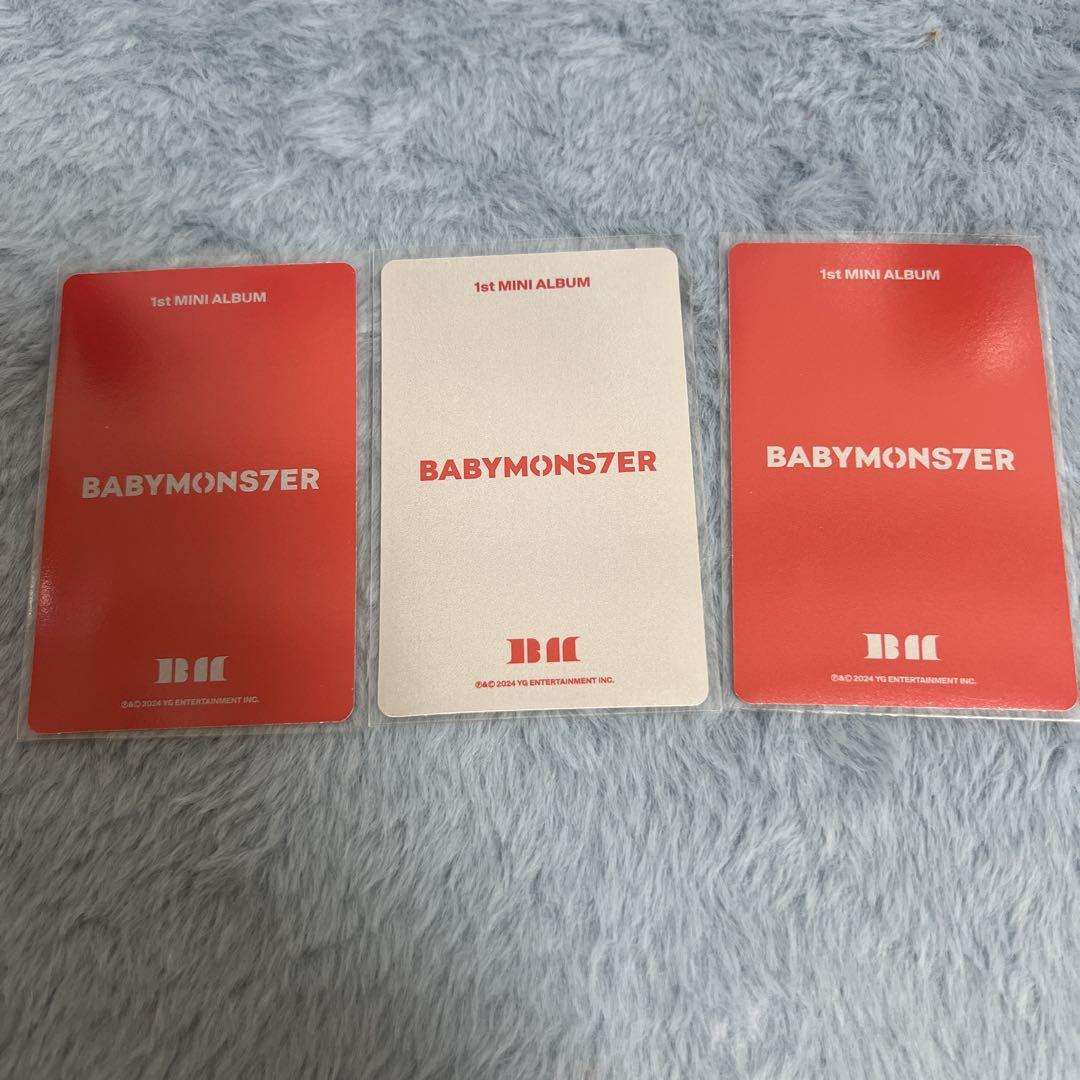 1st MINI ALBUM
BABYMONS7ER
BM
℗&© 2024 YG ENTERTAINMENT INC.
1st MINI ALBUM
BABYMONS7ER
BM
℗&© 2024 YG ENTERTAINMENT INC.
1st MINI ALBUM
BABYMONS7ER
BM
℗&© 2024 YG ENTERTAINMENT INC.